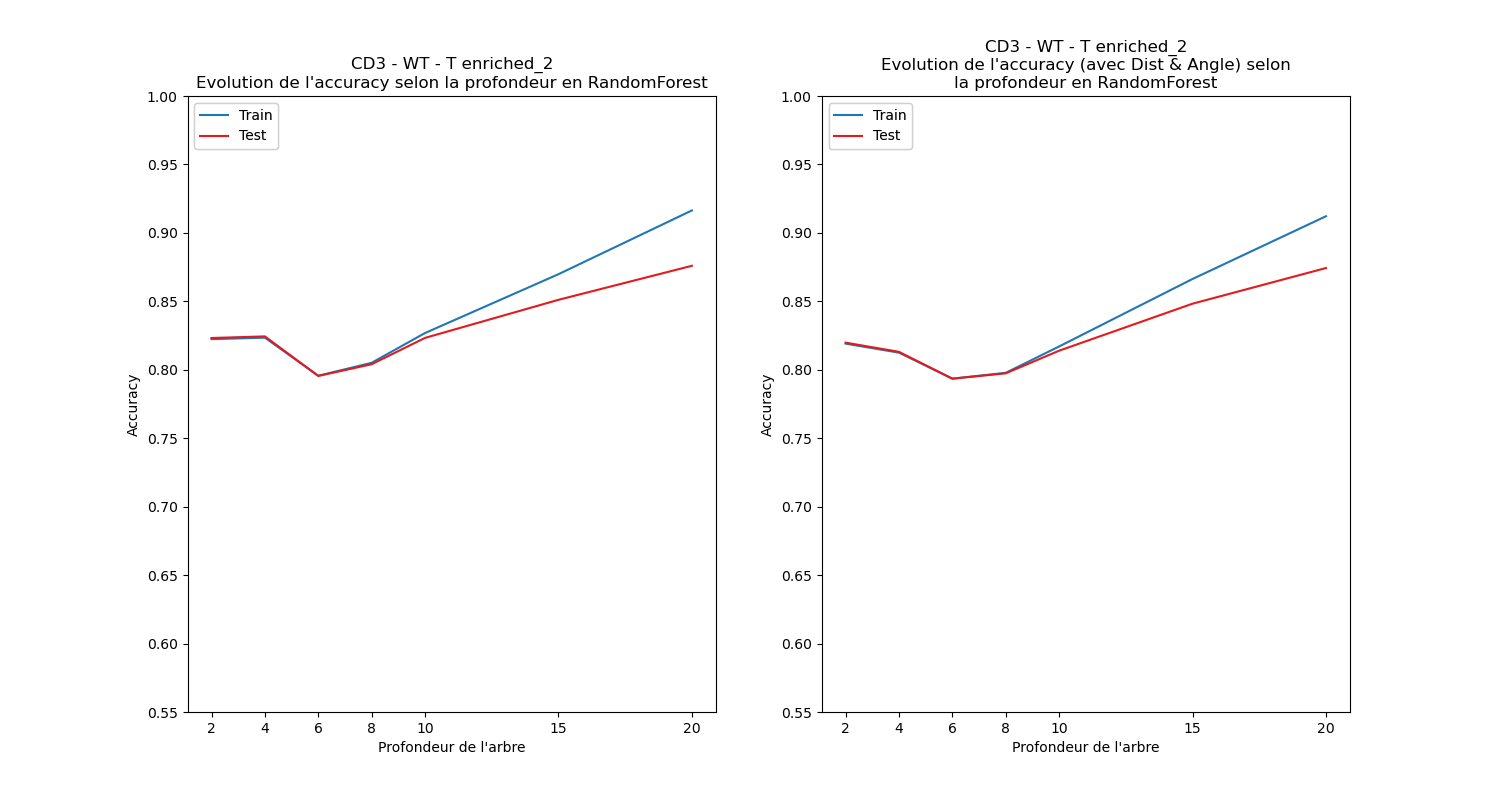 CD3 - WT - T enriched_2
Evolution de l'accuracy selon la profondeur en RandomForest
1.00
0.95
0.90
0.85
0.80
0.75
0.70
0.65
0.60
0.55
Accuracy
Train
Test
2 4 6 8 10 15 20
Profondeur de l'arbre
CD3 - WT - T enriched_2
Evolution de l'accuracy (avec Dist & Angle) selon
la profondeur en RandomForest
1.00
0.95
0.90
0.85
0.80
0.75
0.70
0.65
0.60
0.55
Accuracy
Train
Test
2 4 6 8 10 15 20
Profondeur de l'arbre